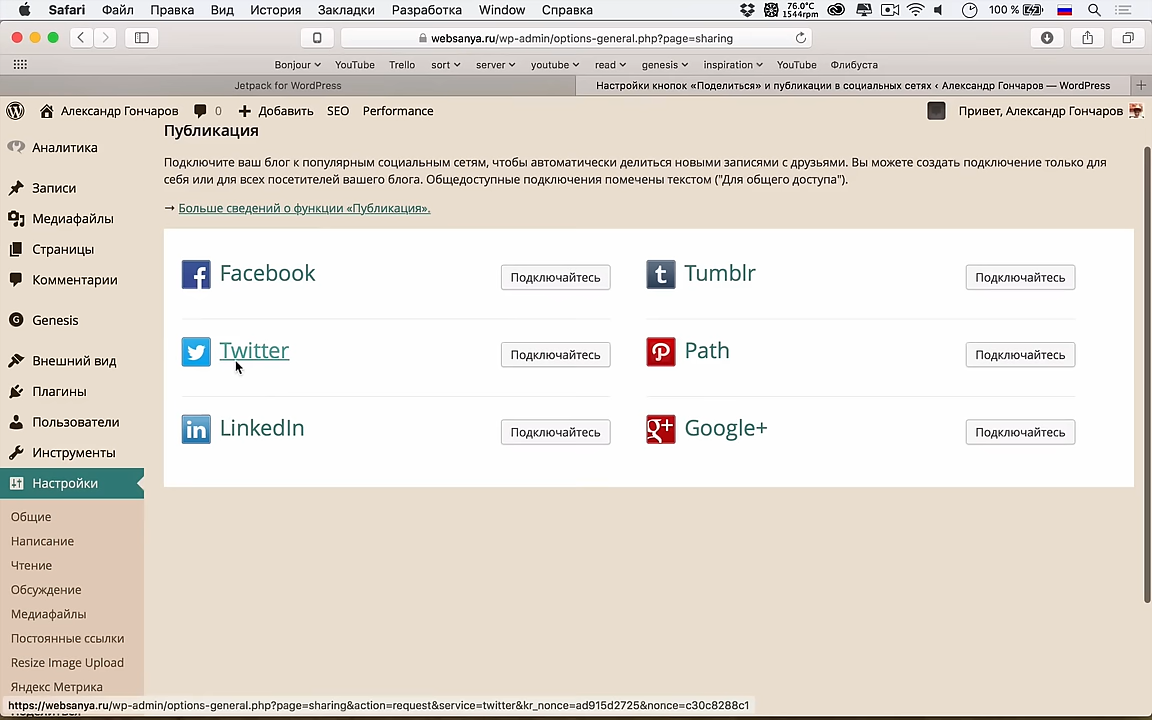 Safari Файл Правка Вид История Закладки Разработка Window Справка 76.0°C 1544rpm 100 %
websanya.ru/wp-admin/options-general.php?page=sharing
Bonjour YouTube Trello sort server youtube read genesis inspiration YouTube Флибуста
Jetpack for WordPress
Настройки кнопок «Поделиться» и публикации в социальных сетях ‹ Александр Гончаров — WordPress
Александр Гончаров 0 Добавить SEO Performance Привет, Александр Гончаров
Аналитика
Записи
Медиафайлы
Страницы
Комментарии
Genesis
Внешний вид
Плагины
Пользователи
Инструменты
Настройки
Общие
Написание
Чтение
Обсуждение
Медиафайлы
Постоянные ссылки
Resize Image Upload
Яндекс Метрика
Публикация
Подключите ваш блог к популярным социальным сетям, чтобы автоматически делиться новыми записями с друзьями. Вы можете создать подключение только для
себя или для всех посетителей вашего блога. Общедоступные подключения помечены текстом ("Для общего доступа").
→ Больше сведений о функции «Публикация».
Facebook Подключайтесь
Tumblr Подключайтесь
Twitter Подключайтесь
Path Подключайтесь
LinkedIn Подключайтесь
Google+ Подключайтесь
https://websanya.ru/wp-admin/options-general.php?page=sharing&action=request&service=twitter&kr_nonce=ad915d2725&nonce=c30c8288c1